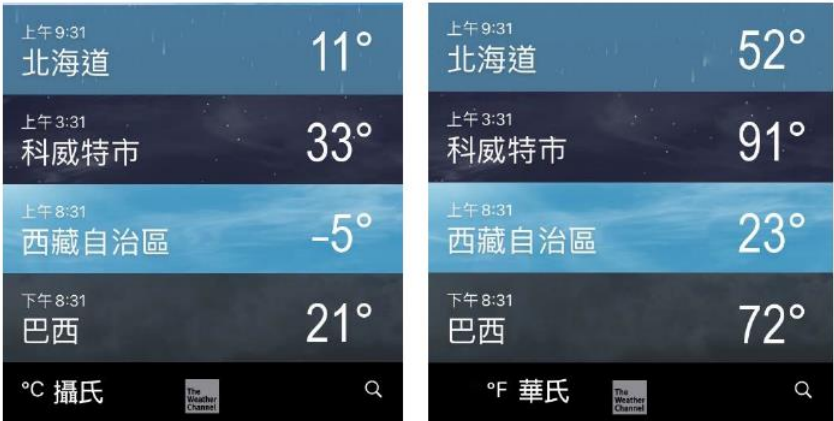 上午9:31
北海道
11°
上午3:31
科威特市
33°
上午8:31
西藏自治區
-5°
下午8:31
巴西
21°
°C 攝氏
The
Weather
Channel
上午9:31
北海道
52°
上午3:31
科威特市
91°
上午8:31
西藏自治區
23°
下午8:31
巴西
72°
°F 華氏
The
Weather
Channel